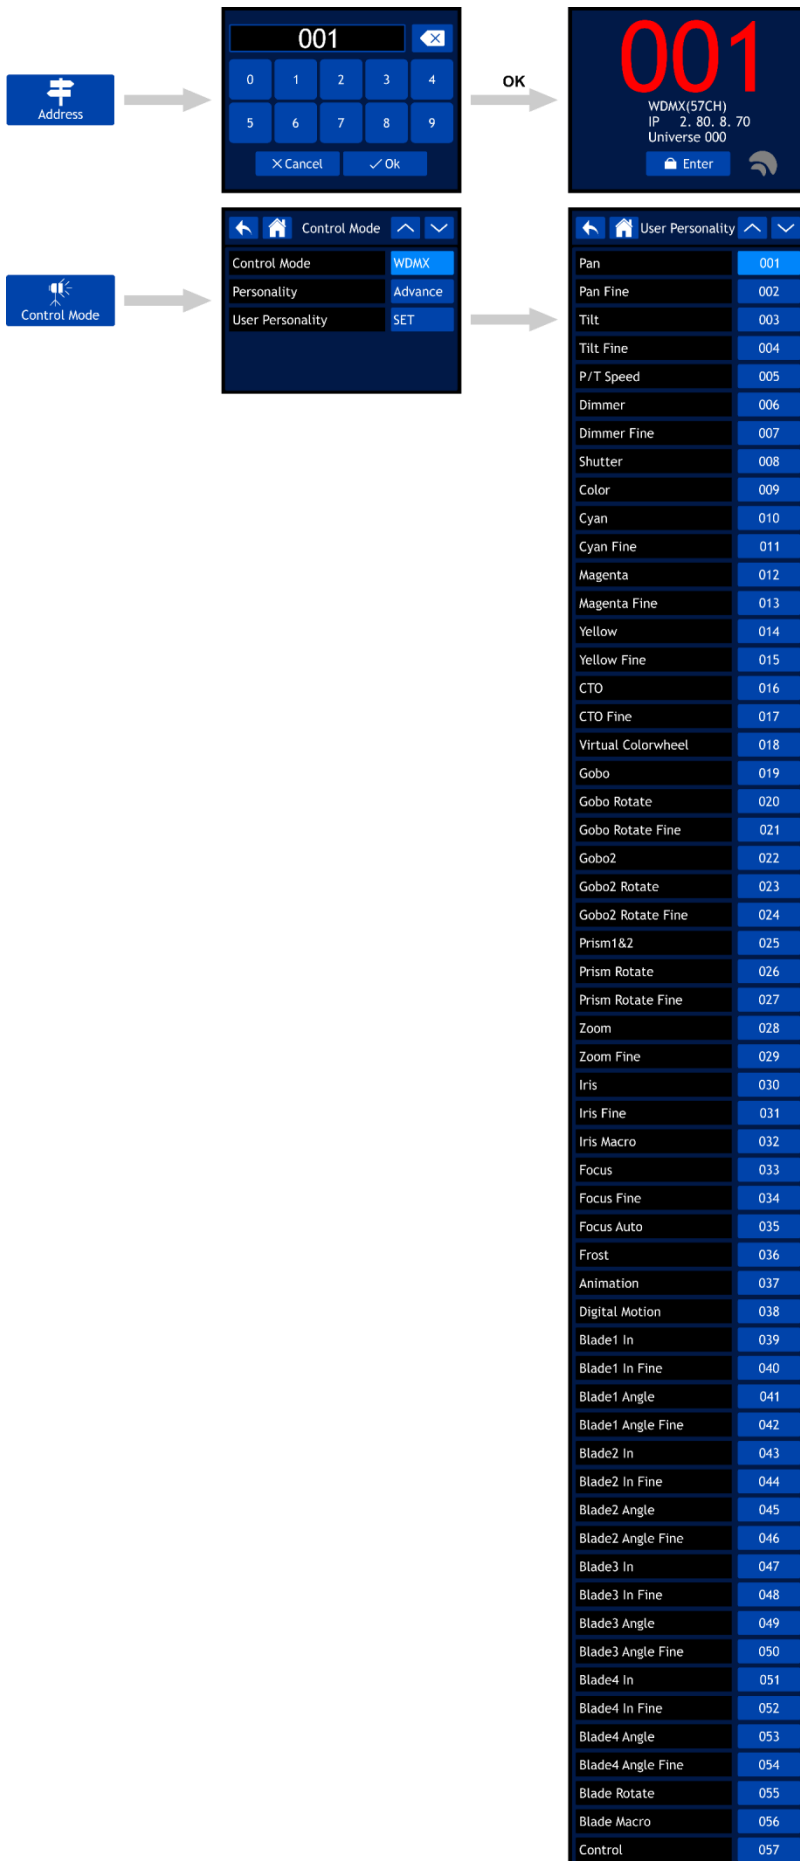 Address
001
0 1 2 3 4
5 6 7 8 9
Cancel Ok
OK
001
WDMX(57CH)
IP 2. 80. 8. 70
Universe 000
Enter
Control Mode
Control Mode
Control Mode WDMX
Personality Advance
User Personality SET
User Personality
Pan 001
Pan Fine 002
Tilt 003
Tilt Fine 004
P/T Speed 005
Dimmer 006
Dimmer Fine 007
Shutter 008
Color 009
Cyan 010
Cyan Fine 011
Magenta 012
Magenta Fine 013
Yellow 014
Yellow Fine 015
CTO 016
CTO Fine 017
Virtual Colorwheel 018
Gobo 019
Gobo Rotate 020
Gobo Rotate Fine 021
Gobo2 022
Gobo2 Rotate 023
Gobo2 Rotate Fine 024
Prism1&2 025
Prism Rotate 026
Prism Rotate Fine 027
Zoom 028
Zoom Fine 029
Iris 030
Iris Fine 031
Iris Macro 032
Focus 033
Focus Fine 034
Focus Auto 035
Frost 036
Animation 037
Digital Motion 038
Blade1 In 039
Blade1 In Fine 040
Blade1 Angle 041
Blade1 Angle Fine 042
Blade2 In 043
Blade2 In Fine 044
Blade2 Angle 045
Blade2 Angle Fine 046
Blade3 In 047
Blade3 In Fine 048
Blade3 Angle 049
Blade3 Angle Fine 050
Blade4 In 051
Blade4 In Fine 052
Blade4 Angle 053
Blade4 Angle Fine 054
Blade Rotate 055
Blade Macro 056
Control 057